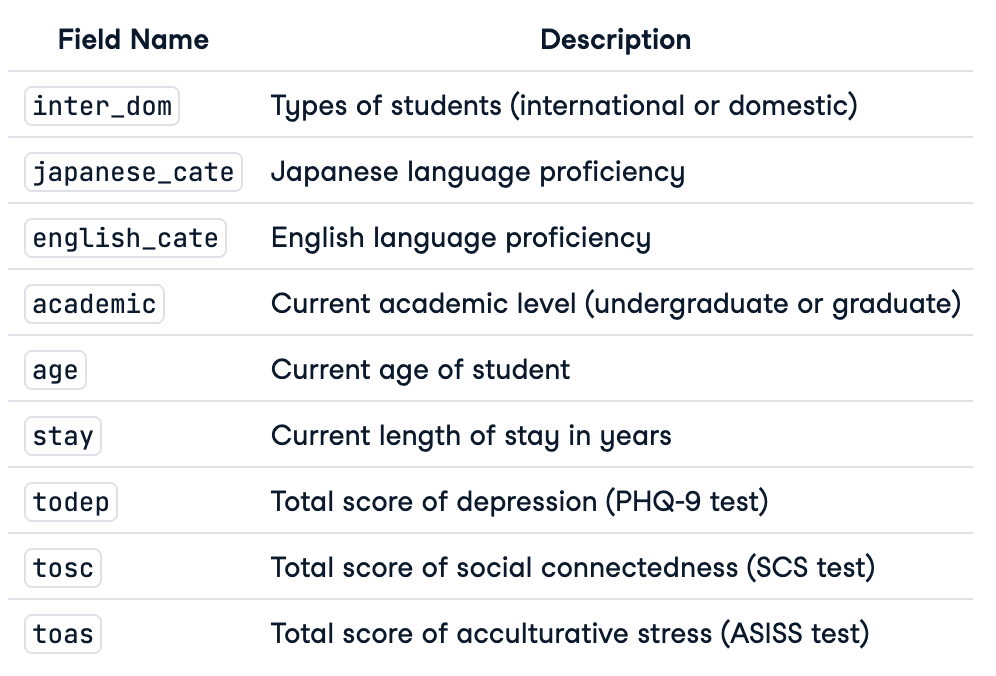 Field Name Description
inter_dom Types of students (international or domestic)
japanese_cate Japanese language proficiency
english_cate English language proficiency
academic Current academic level (undergraduate or graduate)
age Current age of student
stay Current length of stay in years
todep Total score of depression (PHQ-9 test)
tosc Total score of social connectedness (SCS test)
toas Total score of acculturative stress (ASISS test)